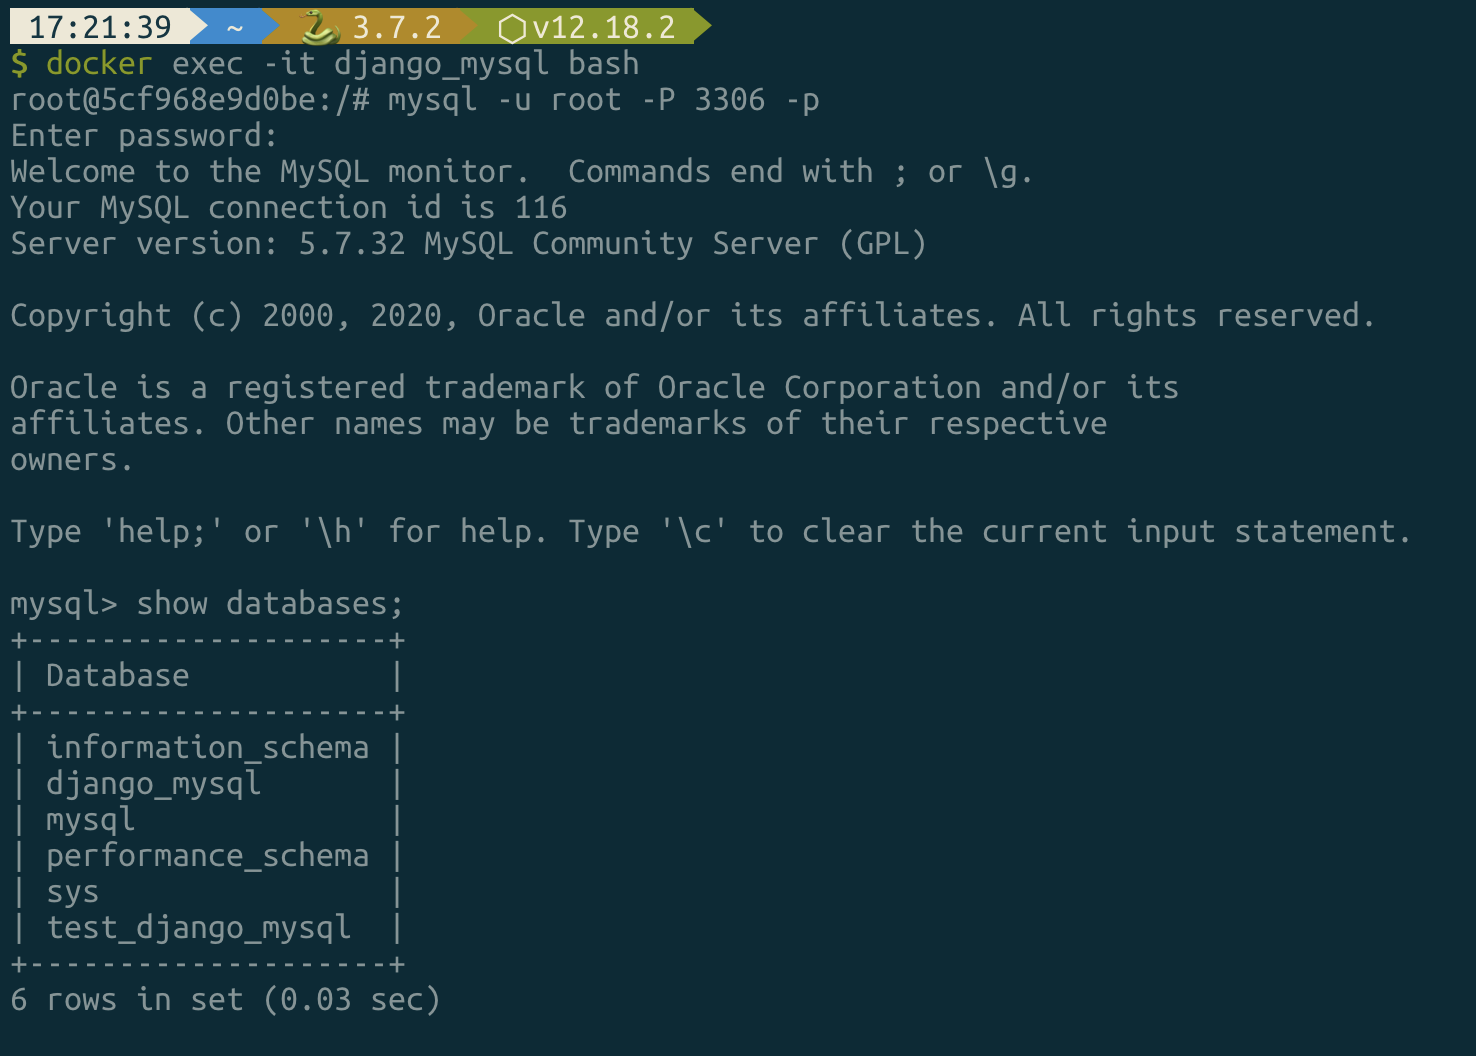 17:21:39 ~ 3.7.2 v12.18.2
$ docker exec -it django_mysql bash
root@5cf968e9d0be:/# mysql -u root -P 3306 -p
Enter password:
Welcome to the MySQL monitor.  Commands end with ; or \g.
Your MySQL connection id is 116
Server version: 5.7.32 MySQL Community Server (GPL)

Copyright (c) 2000, 2020, Oracle and/or its affiliates. All rights reserved.

Oracle is a registered trademark of Oracle Corporation and/or its
affiliates. Other names may be trademarks of their respective
owners.

Type 'help;' or '\h' for help. Type '\c' to clear the current input statement.

mysql> show databases;
+--------------------+
| Database           |
+--------------------+
| information_schema |
| django_mysql       |
| mysql              |
| performance_schema |
| sys                |
| test_django_mysql  |
+--------------------+
6 rows in set (0.03 sec)